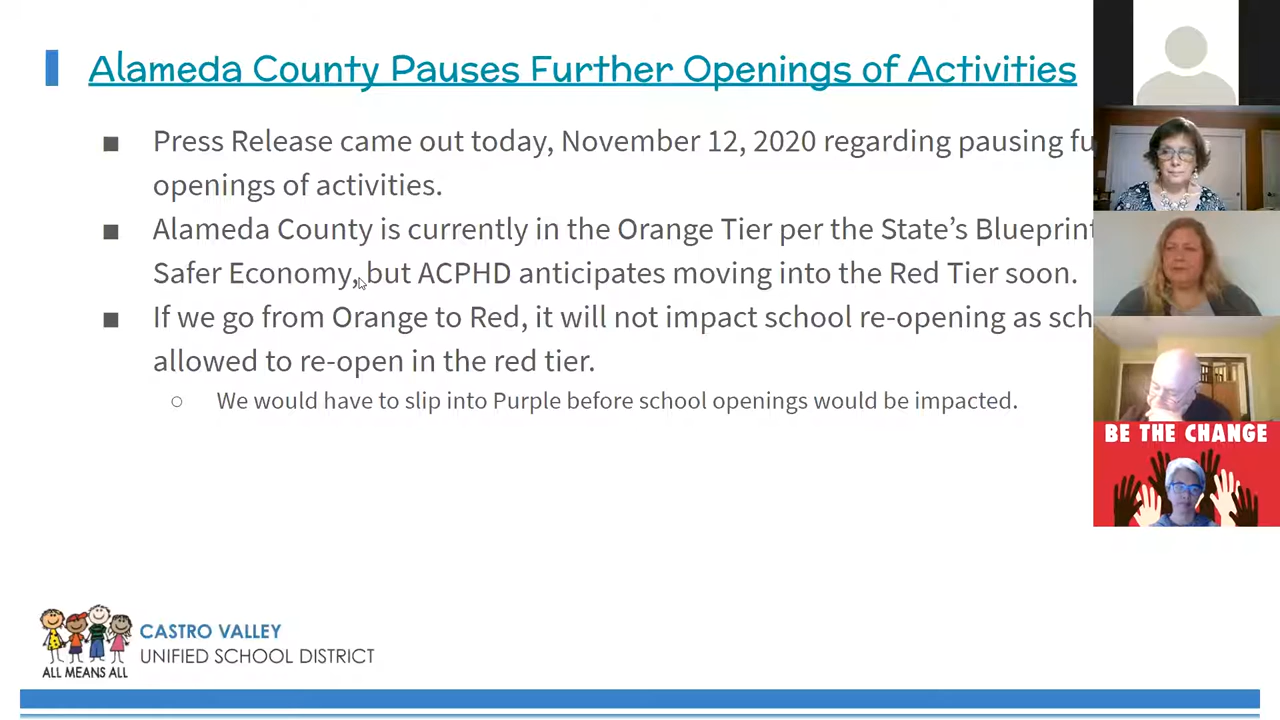 Alameda County Pauses Further Openings of Activities
Press Release came out today, November 12, 2020 regarding pausing
openings of activities.
Alameda County is currently in the Orange Tier per the State’s Blueprint
Safer Economy, but ACPHD anticipates moving into the Red Tier soon.
If we go from Orange to Red, it will not impact school re-opening as
allowed to re-open in the red tier.
We would have to slip into Purple before school openings would be impacted.
BE THE CHANGE
CASTRO VALLEY
UNIFIED SCHOOL DISTRICT
ALL MEANS ALL